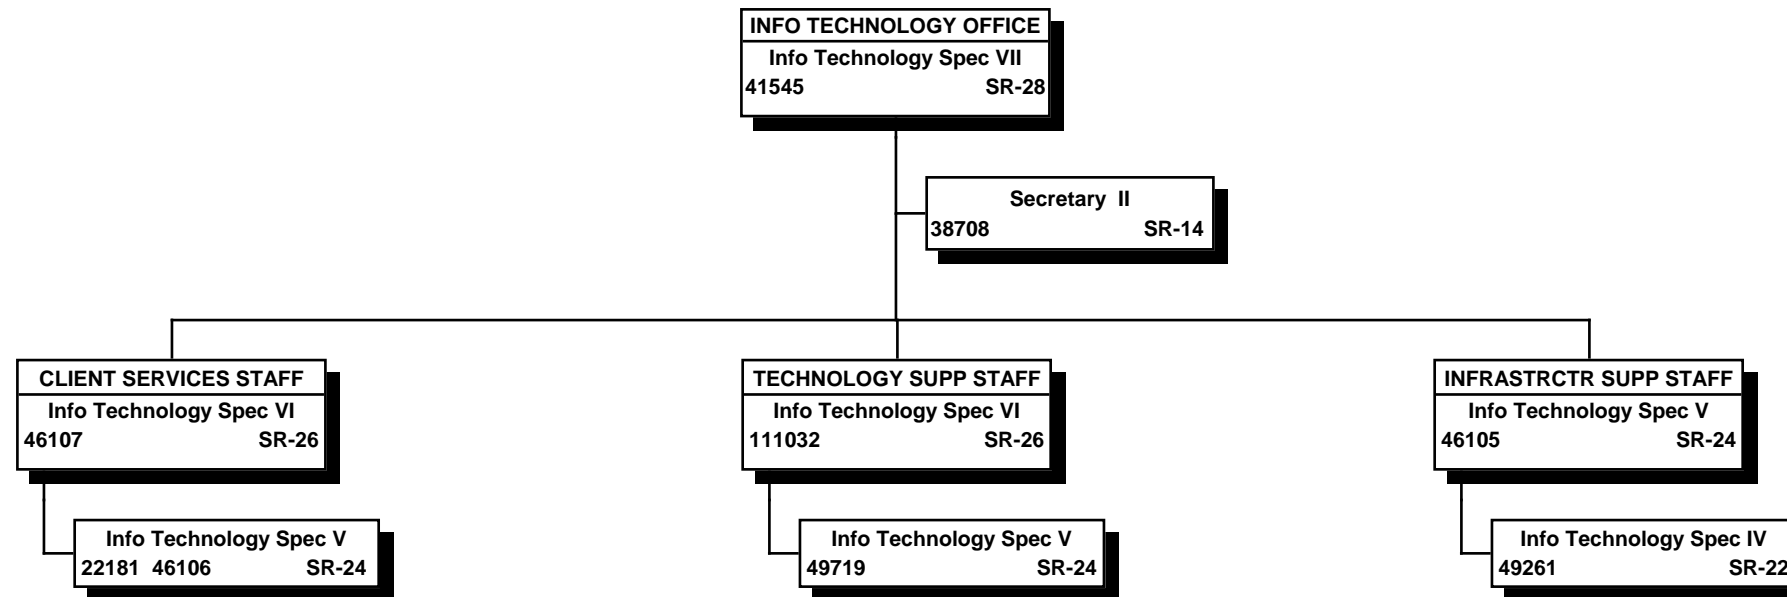 INFO TECHNOLOGY OFFICE
Info Technology Spec VII
41545 SR-28
Secretary II
38708 SR-14
CLIENT SERVICES STAFF
Info Technology Spec VI
46107 SR-26
Info Technology Spec V
22181 46106 SR-24
TECHNOLOGY SUPP STAFF
Info Technology Spec VI
111032 SR-26
Info Technology Spec V
49719 SR-24
INFRASTRCTR SUPP STAFF
Info Technology Spec V
46105 SR-24
Info Technology Spec IV
49261 SR-22